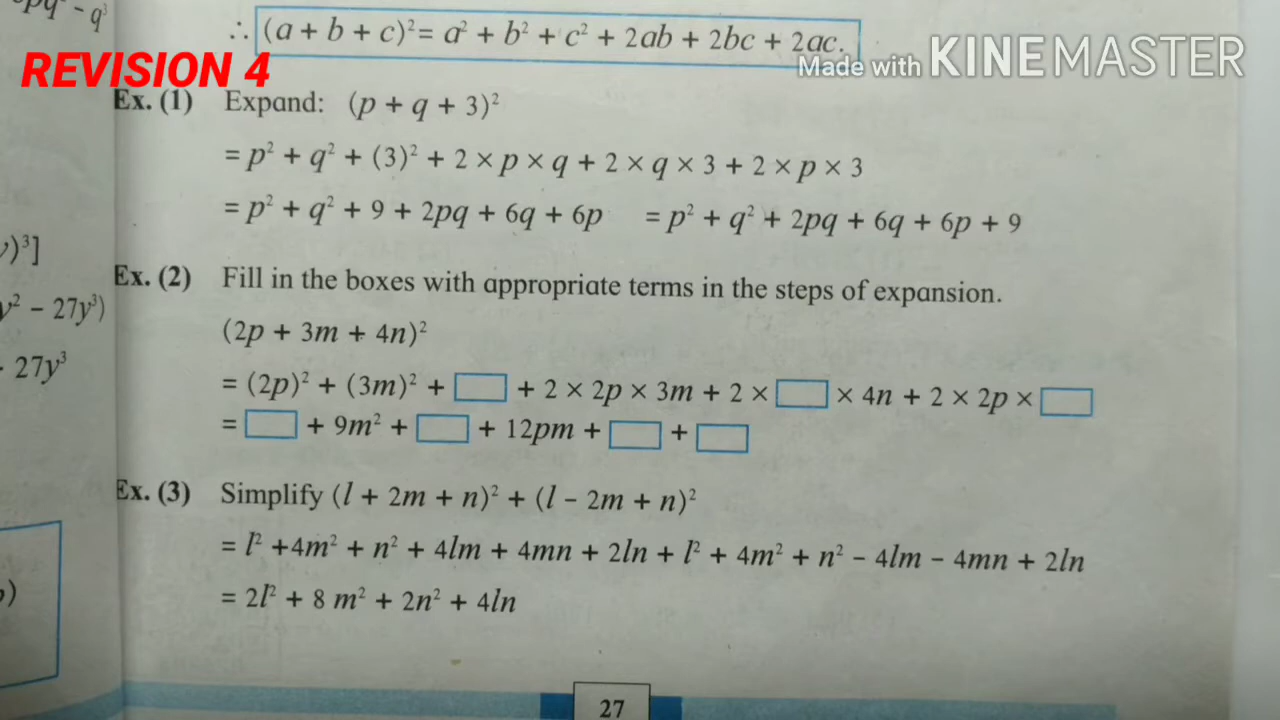 pq² - q³
∴ (a + b + c)² = a² + b² + c² + 2ab + 2bc + 2ac.
REVISION 4
Made with KINEMASTER
Ex. (1) Expand: (p + q + 3)²
= p² + q² + (3)² + 2 × p × q + 2 × q × 3 + 2 × p × 3
= p² + q² + 9 + 2pq + 6q + 6p = p² + q² + 2pq + 6q + 6p + 9
)³]
Ex. (2) Fill in the boxes with appropriate terms in the steps of expansion.
y² - 27y³)
(2p + 3m + 4n)²
- 27y³
= (2p)² + (3m)² + □ + 2 × 2p × 3m + 2 × □ × 4n + 2 × 2p × □
= □ + 9m² + □ + 12pm + □ + □
Ex. (3) Simplify (l + 2m + n)² + (l - 2m + n)²
= l² +4m² + n² + 4lm + 4mn + 2ln + l² + 4m² + n² - 4lm - 4mn + 2ln
= 2l² + 8 m² + 2n² + 4ln
)
27